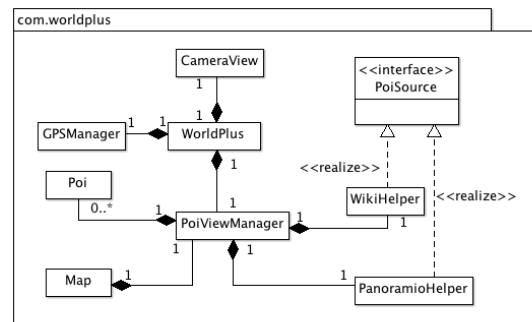 com.worldplus
CameraView
<<interface>>
PoiSource
1
1
1
1
GPSManager
WorldPlus
1
<<realize>>
Poi
<<realize>>
0..*
1
1
WikiHelper
PoiViewManager
1
1
1
1
1
Map
PanoramioHelper